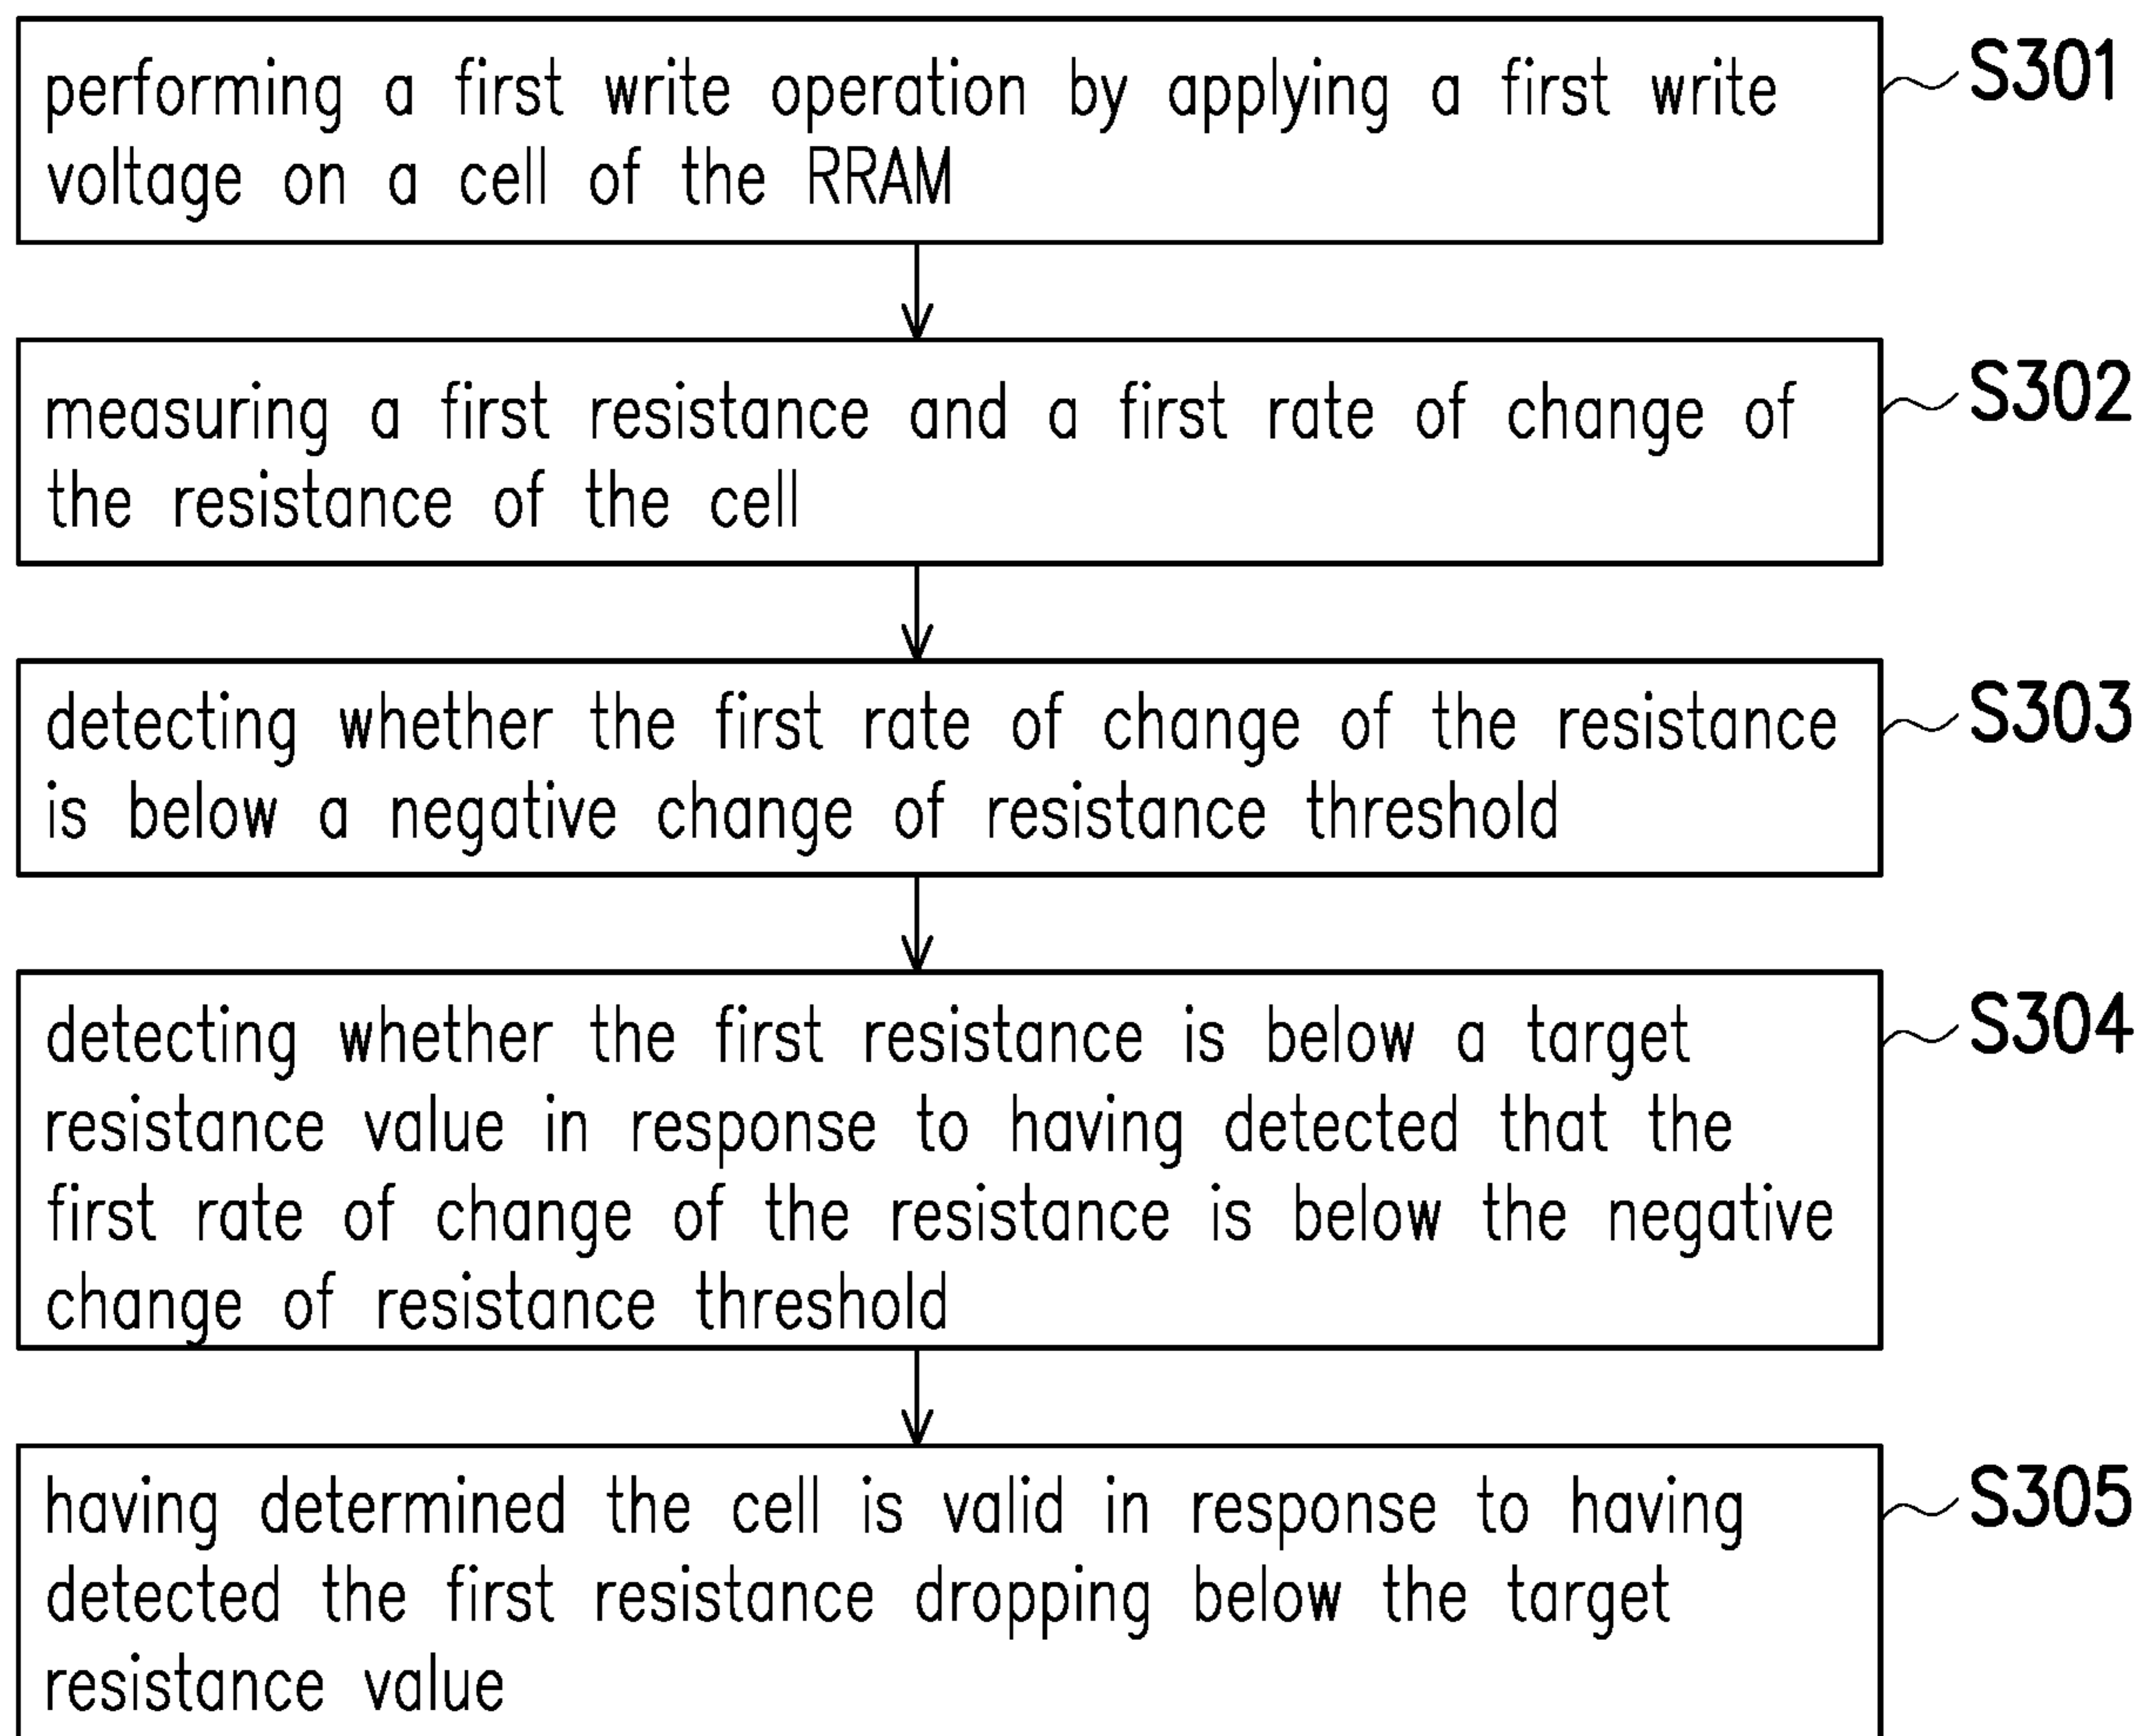 performing a first write operation by applying a first write
voltage on a cell of the RRAM
S301
measuring a first resistance and a first rate of change of
the resistance of the cell
S302
detecting whether the first rate of change of the resistance
is below a negative change of resistance threshold
S303
detecting whether the first resistance is below a target
resistance value in response to having detected that the
first rate of change of the resistance is below the negative
change of resistance threshold
S304
having determined the cell is valid in response to having
detected the first resistance dropping below the target
resistance value
S305